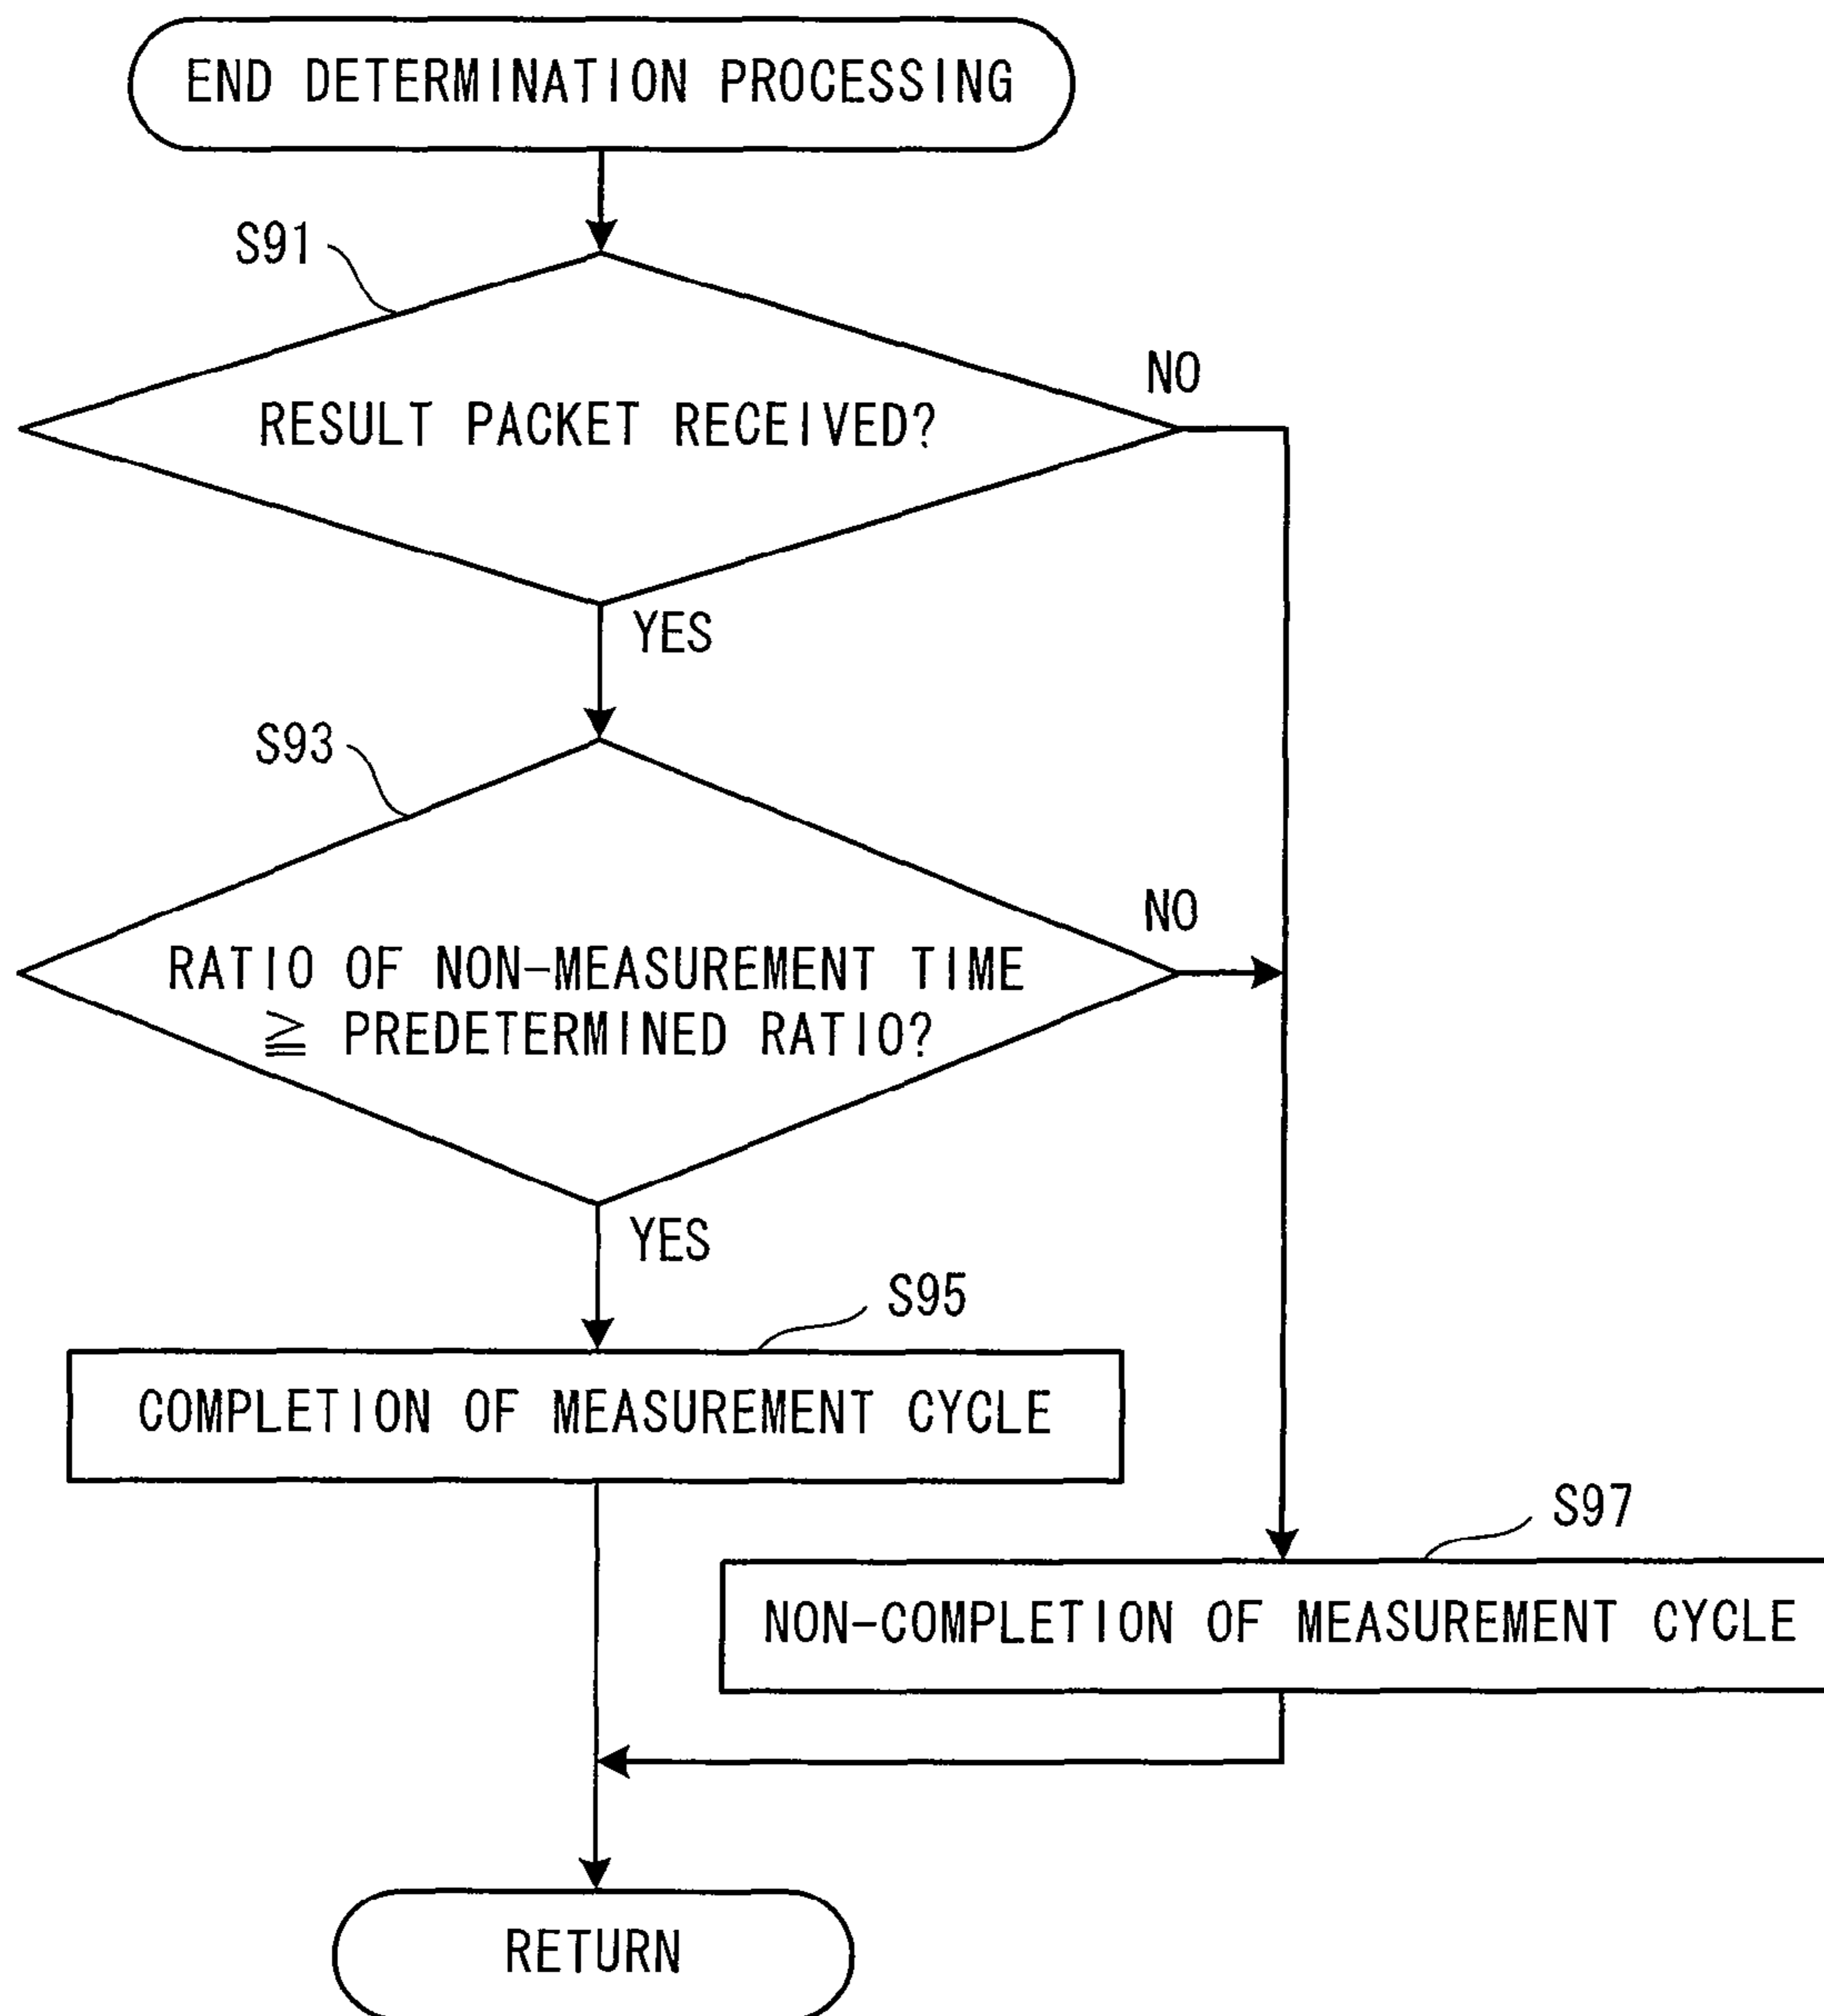 END DETERMINATION PROCESSING
S91
NO
RESULT PACKET RECEIVED?
YES
S93
NO
RATIO OF NON-MEASUREMENT TIME
≧ PREDETERMINED RATIO?
YES
S95
COMPLETION OF MEASUREMENT CYCLE
S97
NON-COMPLETION OF MEASUREMENT CYCLE
RETURN